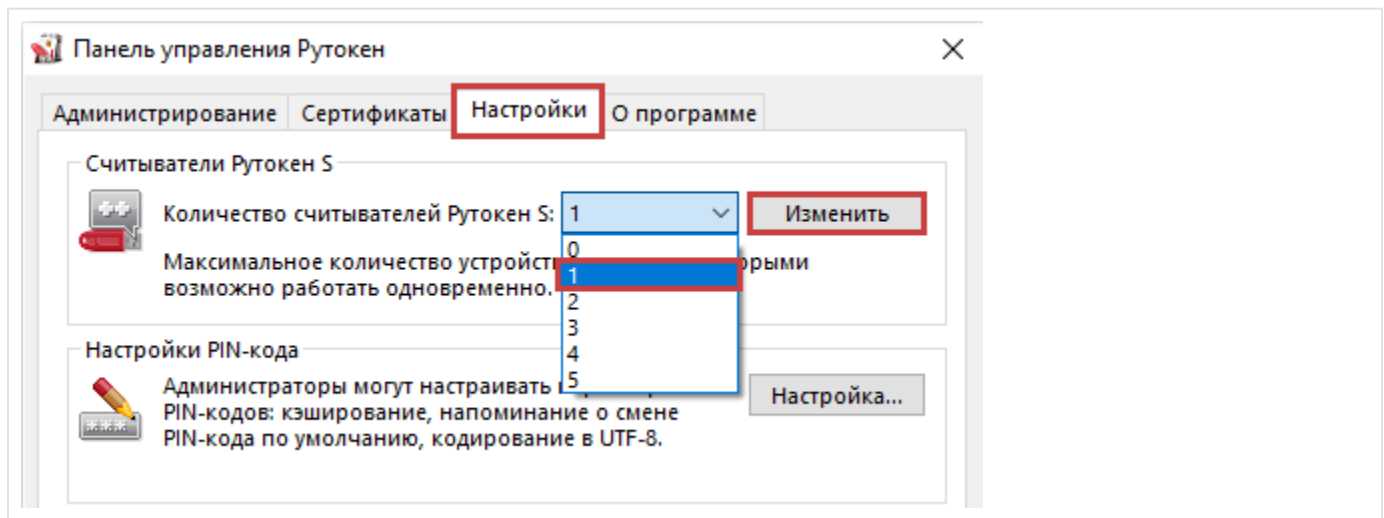 Панель управления Рутокен
Администрирование Сертификаты Настройки О программе
Считыватели Рутокен S
Количество считывателей Рутокен S: 1 Изменить
0
1
2
3
4
5
Максимальное количество
возможно работать одновременно.
Настройки PIN-кода
Администраторы могут настраивать
PIN-кодов: кэширование, напоминание о смене
PIN-кода по умолчанию, кодирование в UTF-8.
Настройка...